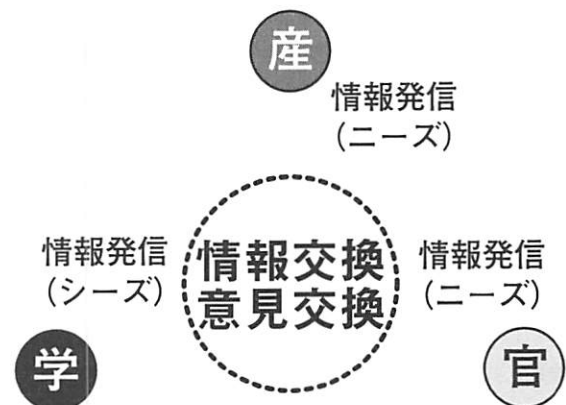 産
情報発信
(ニーズ)
情報発信
(シーズ)
情報交換
意見交換
情報発信
(ニーズ)
学
官